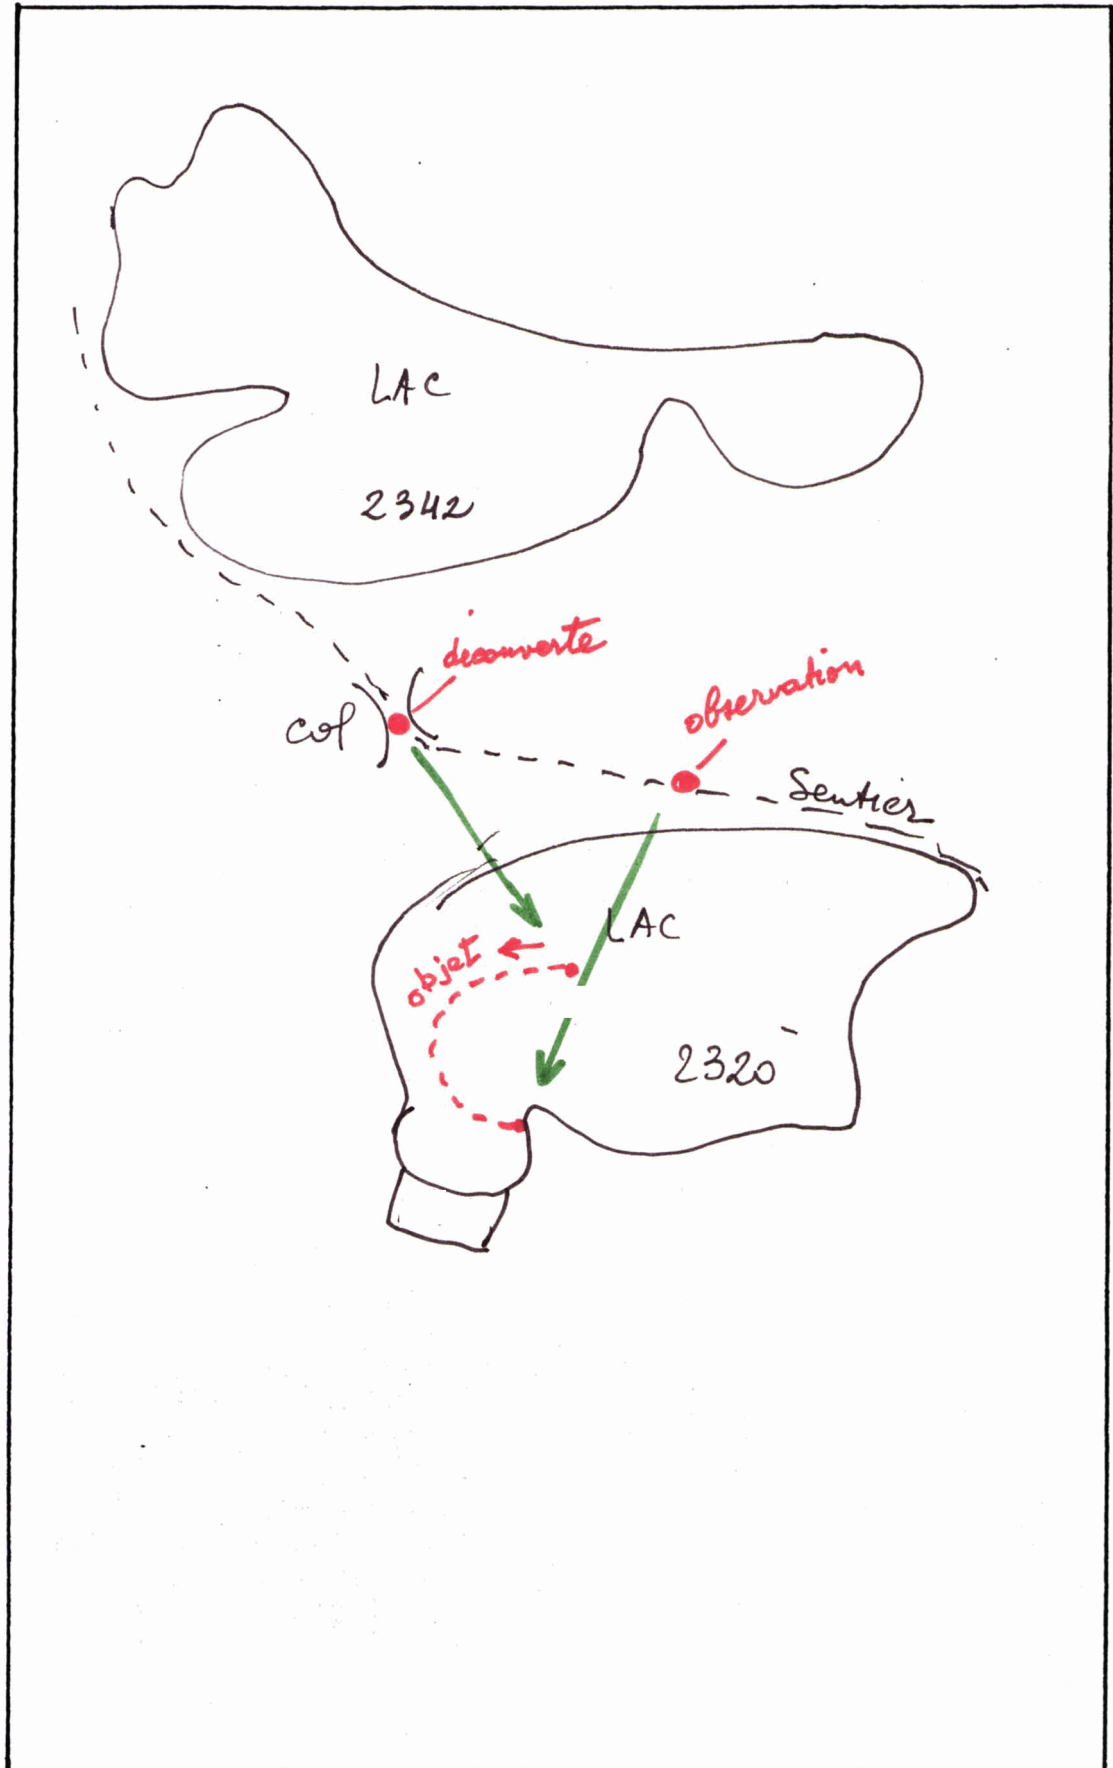 LAC
2342
découverte
observation
col
Sentier
LAC
objet
2320